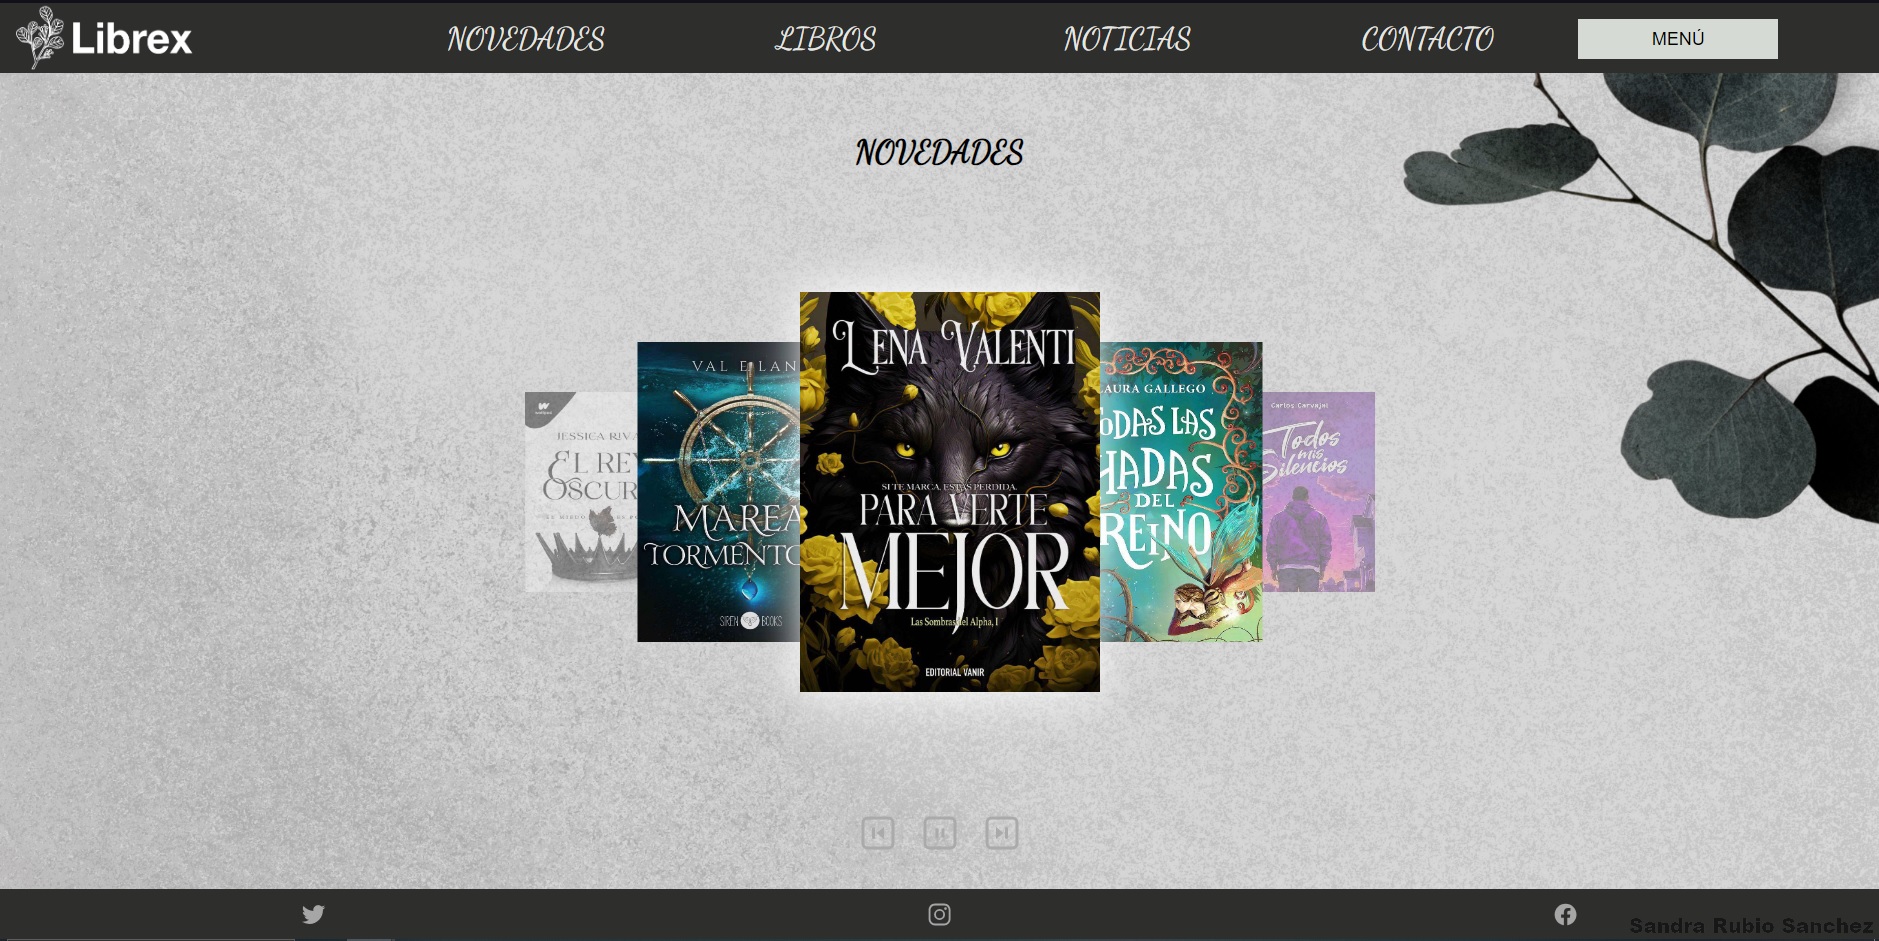 Librex
NOVEDADES
LIBROS
NOTICIAS
CONTACTO
MENÚ
NOVEDADES
JESSICA RIVA
EL REY
OSCUR
VAL E LAN
MAREA
TORMENTO
SIREN BOOKS
LENA VALENTI
SI TE MARCA, ESTÁS PERDIDA.
PARA VERTE
MEJOR
Las Sombras del Alpha, I
EDITORIAL VANIR
LAURA GALLEGO
TODAS LAS
HADAS
DEL
REINO
Carlos Carvajal
Todos
mis
Silencios
Sandra Rubio Sanchez